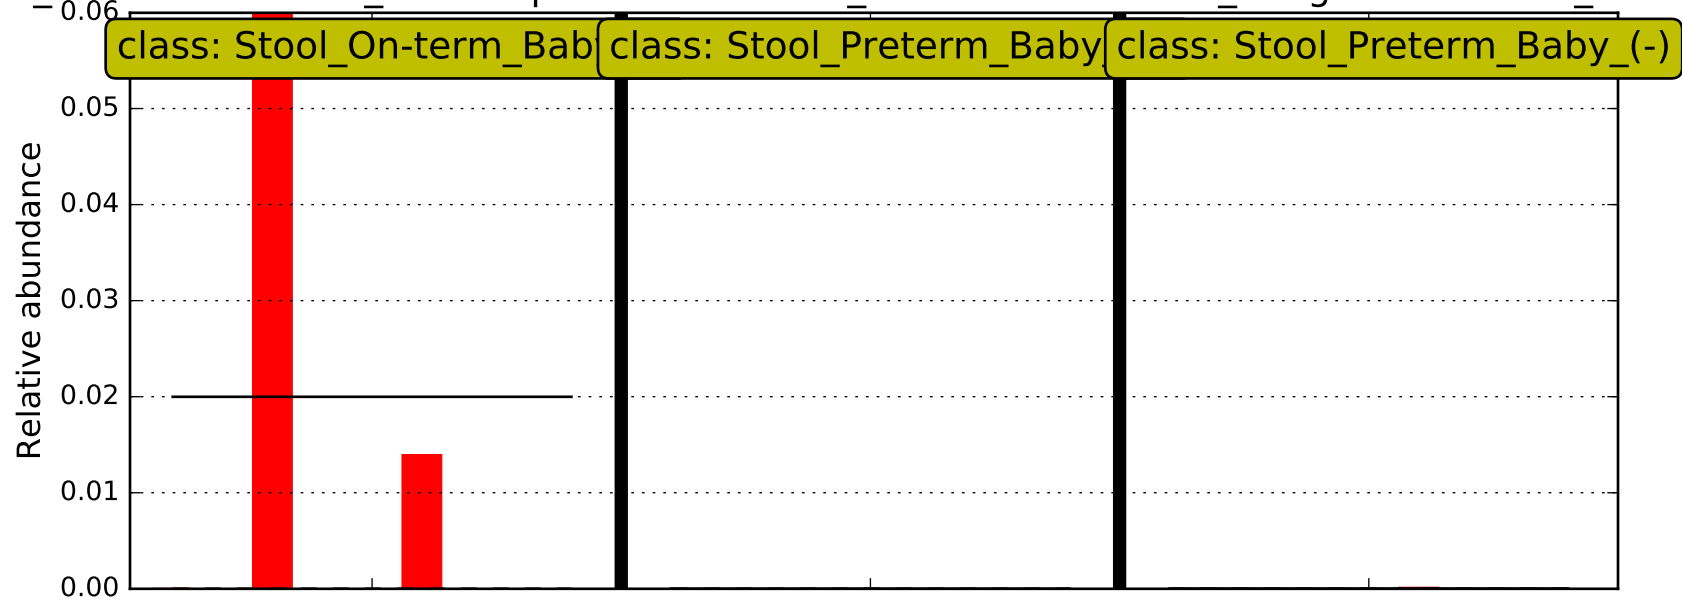 0.06
class: Stool_On-term_Bab
class: Stool_Preterm_Baby
class: Stool_Preterm_Baby_(-)
0.05
0.04
0.03
0.02
0.01
0.00
Relative abundance